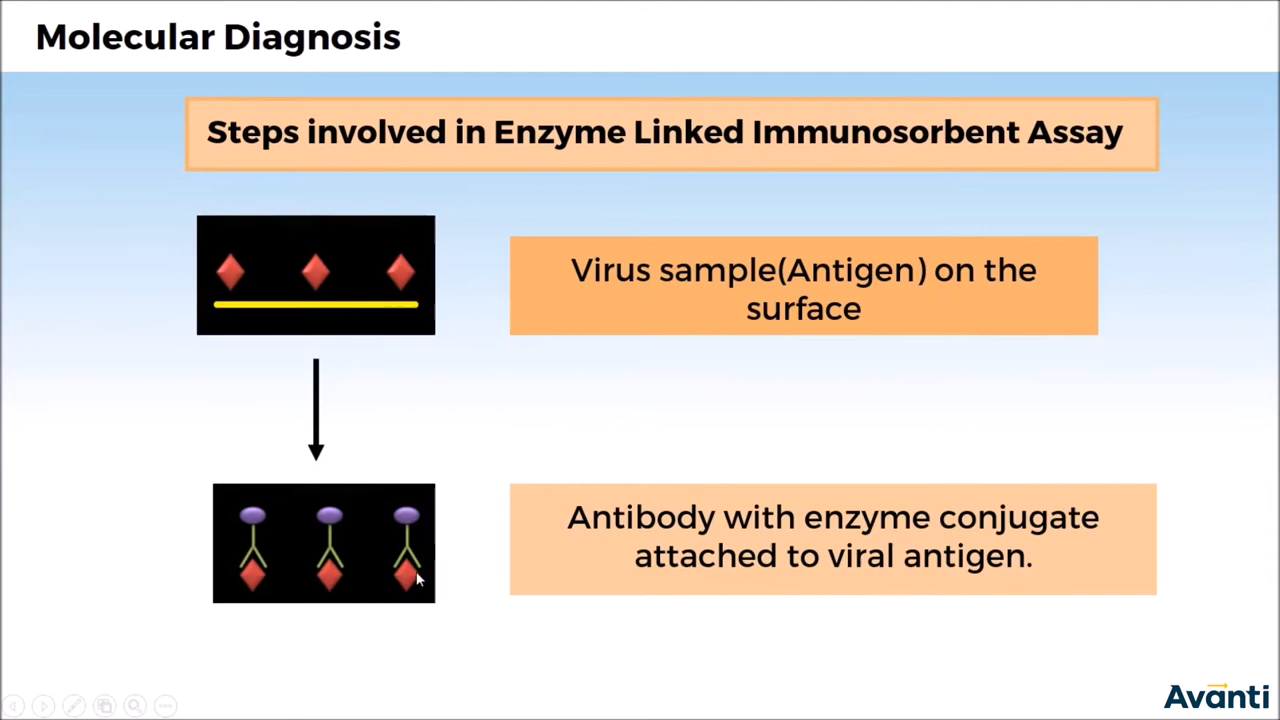 Molecular Diagnosis
Steps involved in Enzyme Linked Immunosorbent Assay
Virus sample(Antigen) on the
surface
Antibody with enzyme conjugate
attached to viral antigen.
Avanti